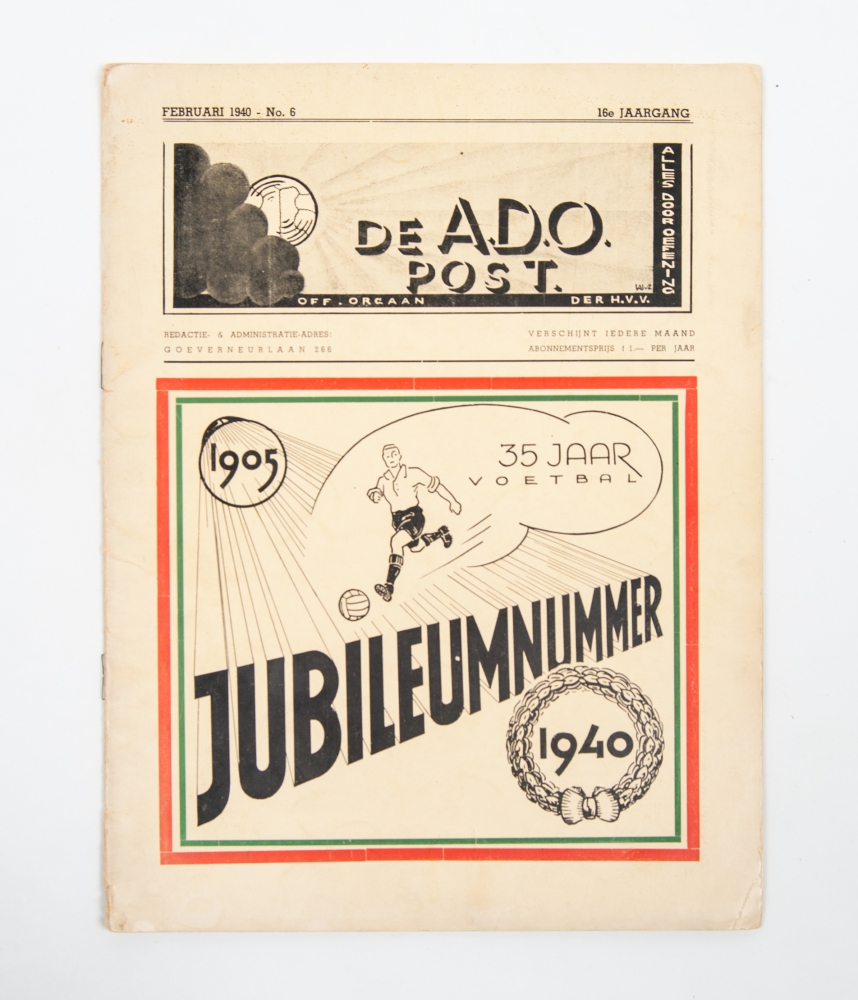 FEBRUARI 1940 - No. 6
16e JAARGANG
DE A.D.O.
POST.
ALLES DOOR OEFENING
W.Z.
OFF. ORGAAN DER H.V.V.
REDACTIE- & ADMINISTRATIE-ADRES:
GOEVERNEURLAAN 266
VERSCHIJNT IEDERE MAAND
ABONNEMENTSPRIJS f 1.— PER JAAR
1905
35 JAAR
VOETBAL
JUBILEUMNUMMER
1940